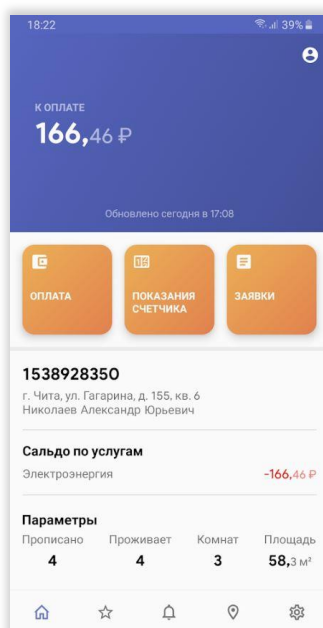 18:22
39%
К ОПЛАТЕ
166,46 ₽
Обновлено сегодня в 17:08
ОПЛАТА
ПОКАЗАНИЯ
СЧЕТЧИКА
ЗАЯВКИ
1538928350
г. Чита, ул. Гагарина, д. 155, кв. 6
Николаев Александр Юрьевич
Сальдо по услугам
Электроэнергия -166,46 ₽
Параметры
Прописано Проживает Комнат Площадь
4 4 3 58,3 м²